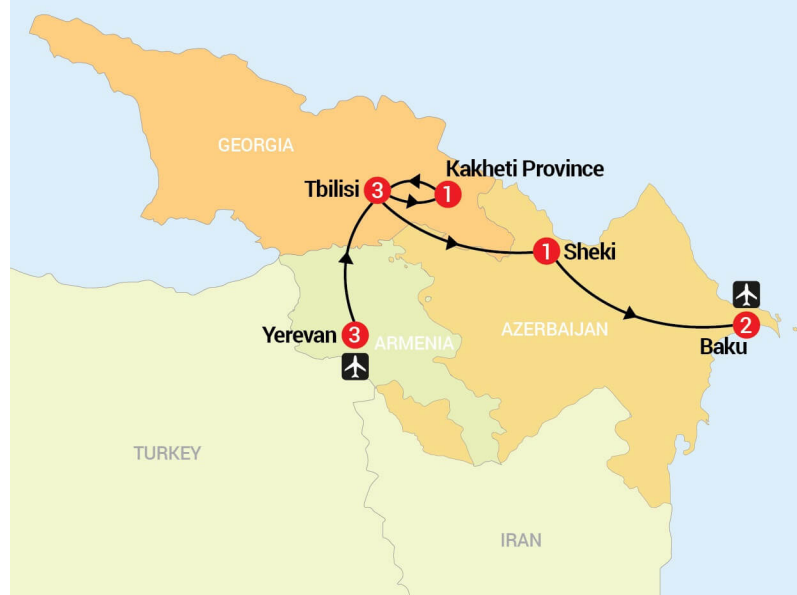 GEORGIA
Kakheti Province
Tbilisi 3
1
1 Sheki
Yerevan 3
ARMENIA
AZERBAIJAN
2
Baku
TURKEY
IRAN